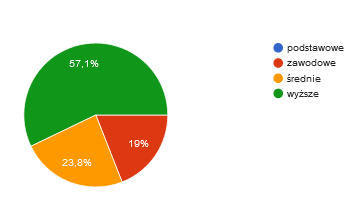 57,1%
19%
23,8%
podstawowe
zawodowe
średnie
wyższe